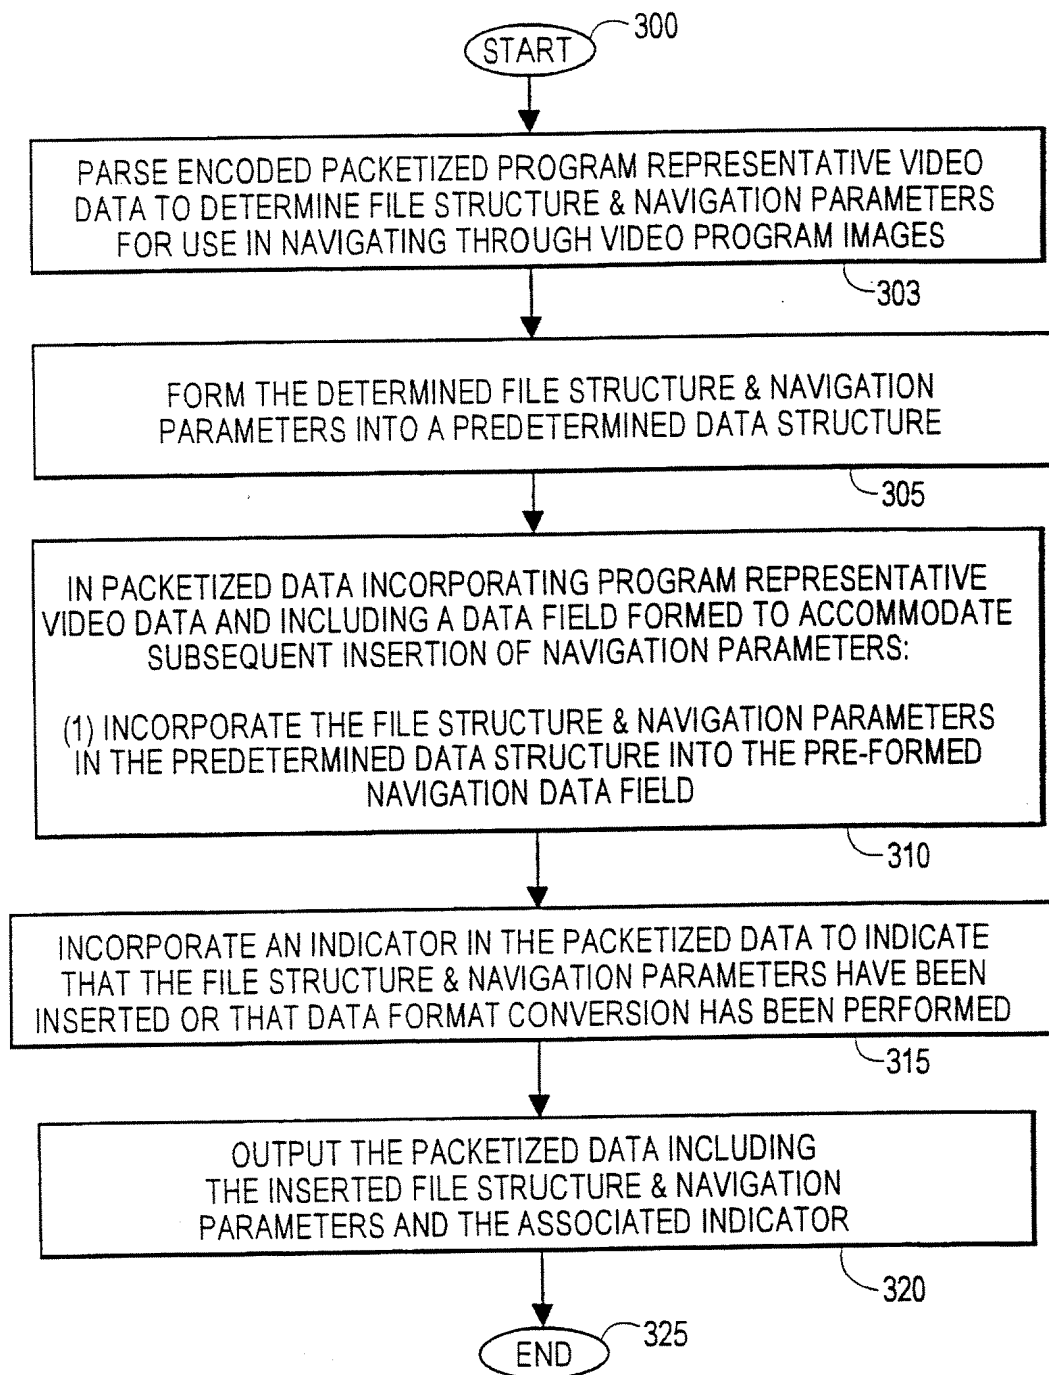 START
300
PARSE ENCODED PACKETIZED PROGRAM REPRESENTATIVE VIDEO
DATA TO DETERMINE FILE STRUCTURE & NAVIGATION PARAMETERS
FOR USE IN NAVIGATING THROUGH VIDEO PROGRAM IMAGES
303
FORM THE DETERMINED FILE STRUCTURE & NAVIGATION
PARAMETERS INTO A PREDETERMINED DATA STRUCTURE
305
IN PACKETIZED DATA INCORPORATING PROGRAM REPRESENTATIVE
VIDEO DATA AND INCLUDING A DATA FIELD FORMED TO ACCOMMODATE
SUBSEQUENT INSERTION OF NAVIGATION PARAMETERS:
(1) INCORPORATE THE FILE STRUCTURE & NAVIGATION PARAMETERS
IN THE PREDETERMINED DATA STRUCTURE INTO THE PRE-FORMED
NAVIGATION DATA FIELD
310
INCORPORATE AN INDICATOR IN THE PACKETIZED DATA TO INDICATE
THAT THE FILE STRUCTURE & NAVIGATION PARAMETERS HAVE BEEN
INSERTED OR THAT DATA FORMAT CONVERSION HAS BEEN PERFORMED
315
OUTPUT THE PACKETIZED DATA INCLUDING
THE INSERTED FILE STRUCTURE & NAVIGATION
PARAMETERS AND THE ASSOCIATED INDICATOR
320
END
325